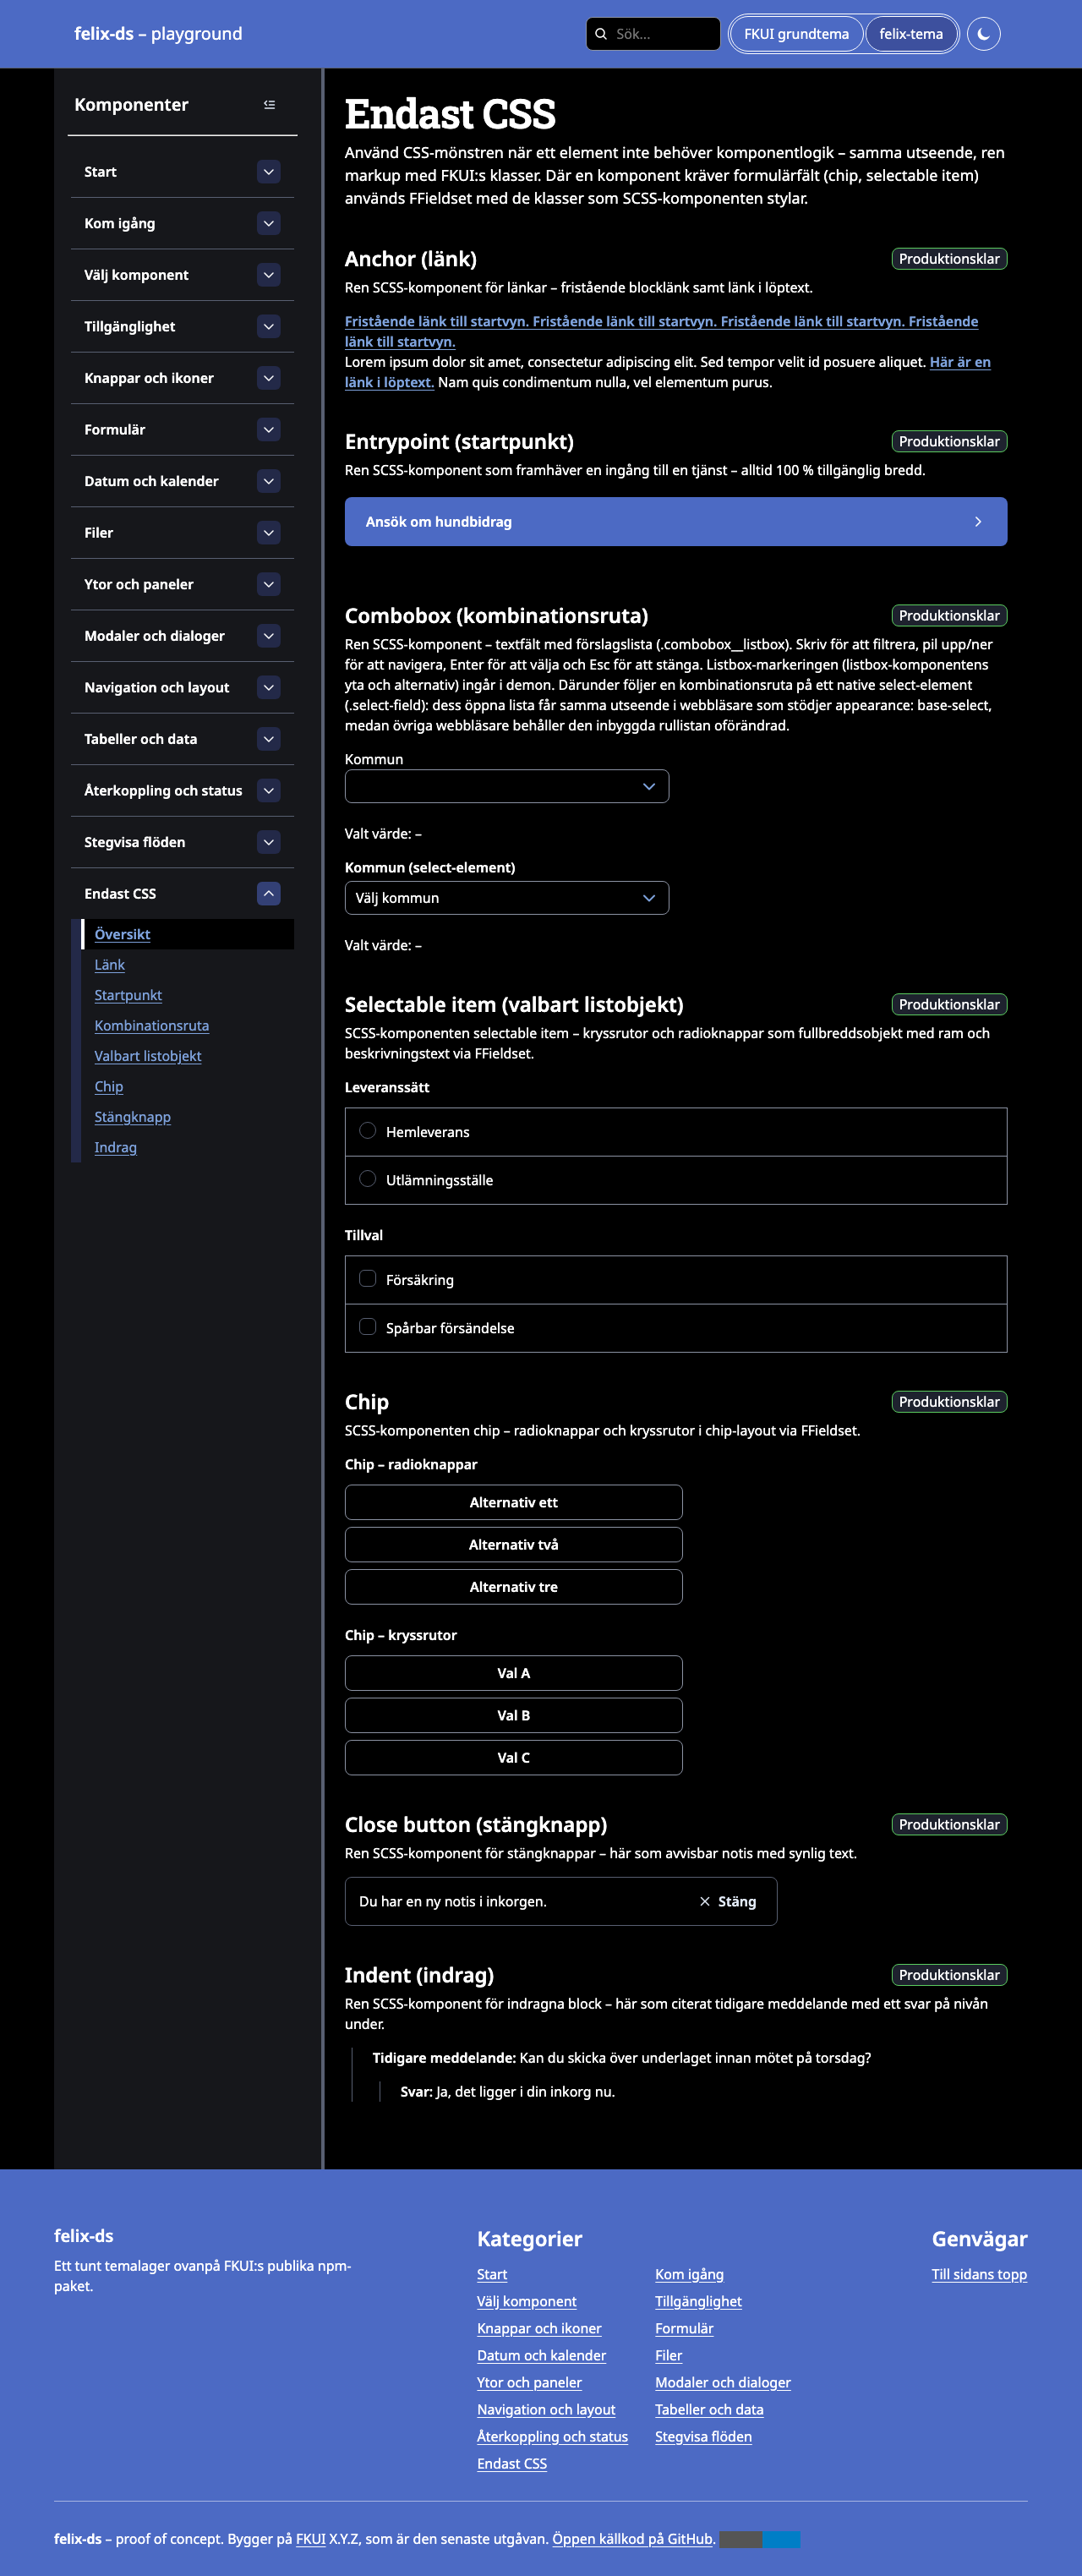 felix-ds – playground
Sök...
FKUI grundtema
felix-tema
Komponenter
Start
Kom igång
Välj komponent
Tillgänglighet
Knappar och ikoner
Formulär
Datum och kalender
Filer
Ytor och paneler
Modaler och dialoger
Navigation och layout
Tabeller och data
Återkoppling och status
Stegvisa flöden
Endast CSS
Översikt
Länk
Startpunkt
Kombinationsruta
Valbart listobjekt
Chip
Stängknapp
Indrag
Endast CSS
Använd CSS-mönstren när ett element inte behöver komponentlogik – samma utseende, ren
markup med FKUI:s klasser. Där en komponent kräver formulärfält (chip, selectable item)
används FFieldset med de klasser som SCSS-komponenten stylar.
Anchor (länk)
Produktionsklar
Ren SCSS-komponent för länkar – fristående blocklänk samt länk i löptext.
Fristående länk till startvyn. Fristående länk till startvyn. Fristående länk till startvyn. Fristående
länk till startvyn.
Lorem ipsum dolor sit amet, consectetur adipiscing elit. Sed tempor velit id posuere aliquet. Här är en
länk i löptext. Nam quis condimentum nulla, vel elementum purus.
Entrypoint (startpunkt)
Produktionsklar
Ren SCSS-komponent som framhäver en ingång till en tjänst – alltid 100 % tillgänglig bredd.
Ansök om hundbidrag
Combobox (kombinationsruta)
Produktionsklar
Ren SCSS-komponent – textfält med förslagslista (.combobox__listbox). Skriv för att filtrera, pil upp/ner
för att navigera, Enter för att välja och Esc för att stänga. Listbox-markeringen (listbox-komponentens
yta och alternativ) ingår i demon. Därunder följer en kombinationsruta på ett native select-element
(.select-field): dess öppna lista får samma utseende i webbläsare som stödjer appearance: base-select,
medan övriga webbläsare behåller den inbyggda rullistan oförändrad.
Kommun
Valt värde: –
Kommun (select-element)
Välj kommun
Valt värde: –
Selectable item (valbart listobjekt)
Produktionsklar
SCSS-komponenten selectable item – kryssrutor och radioknappar som fullbreddsobjekt med ram och
beskrivningstext via FFieldset.
Leveranssätt
Hemleverans
Utlämningsställe
Tillval
Försäkring
Spårbar försändelse
Chip
Produktionsklar
SCSS-komponenten chip – radioknappar och kryssrutor i chip-layout via FFieldset.
Chip – radioknappar
Alternativ ett
Alternativ två
Alternativ tre
Chip – kryssrutor
Val A
Val B
Val C
Close button (stängknapp)
Produktionsklar
Ren SCSS-komponent för stängknappar – här som avvisbar notis med synlig text.
Du har en ny notis i inkorgen.
Stäng
Indent (indrag)
Produktionsklar
Ren SCSS-komponent för indragna block – här som citerat tidigare meddelande med ett svar på nivån
under.
Tidigare meddelande: Kan du skicka över underlaget innan mötet på torsdag?
Svar: Ja, det ligger i din inkorg nu.
felix-ds
Ett tunt temalager ovanpå FKUI:s publika npm-
paket.
Kategorier
Start
Kom igång
Välj komponent
Tillgänglighet
Knappar och ikoner
Formulär
Datum och kalender
Filer
Ytor och paneler
Modaler och dialoger
Navigation och layout
Tabeller och data
Återkoppling och status
Stegvisa flöden
Endast CSS
Genvägar
Till sidans topp
felix-ds – proof of concept. Bygger på FKUI X.Y.Z, som är den senaste utgåvan. Öppen källkod på GitHub.